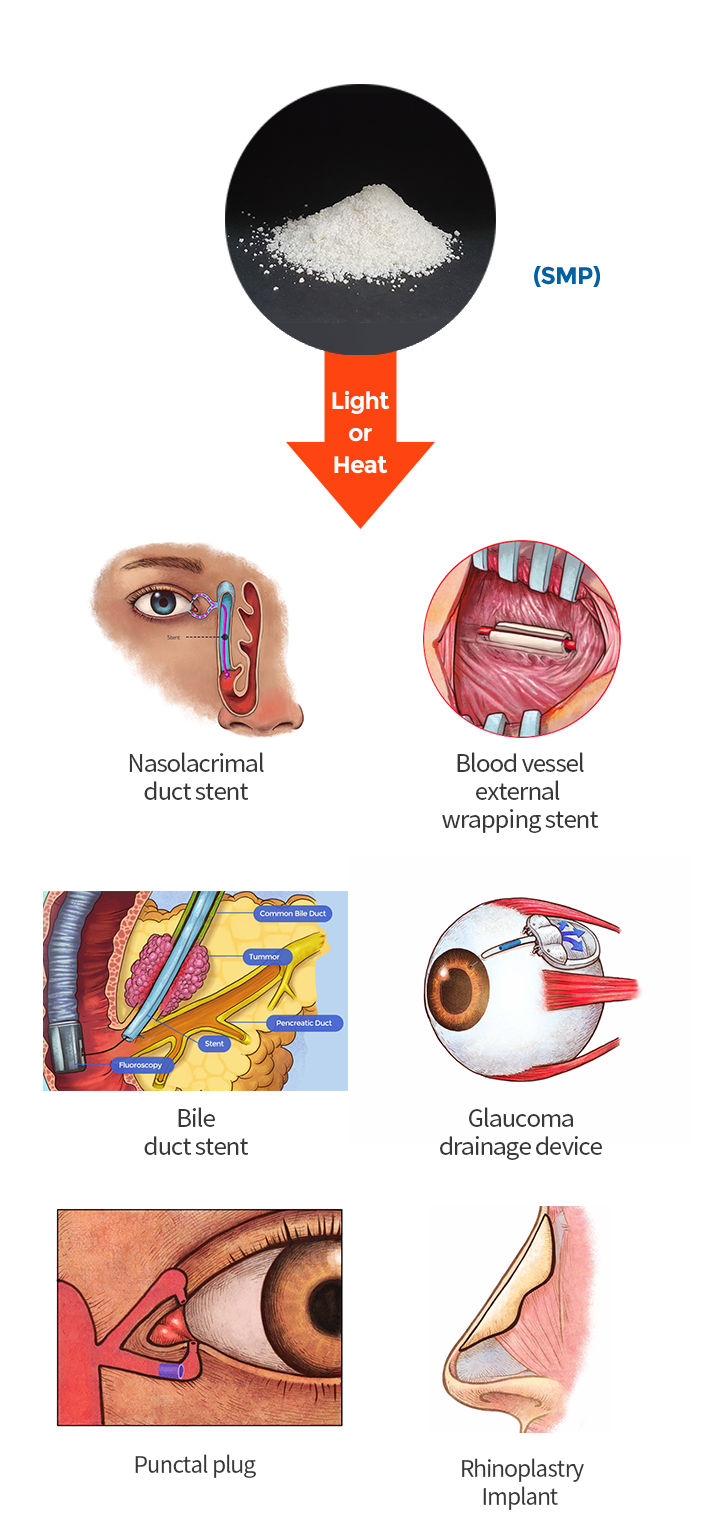 (SMP)
Light
or
Heat
Stent
Nasolacrimal
duct stent
Blood vessel
external
wrapping stent
Common Bile Duct
Tummor
Pencreatic Duct
Stent
Fluoroscopy
Bile
duct stent
Glaucoma
drainage device
Punctal plug
Rhinoplastry
Implant